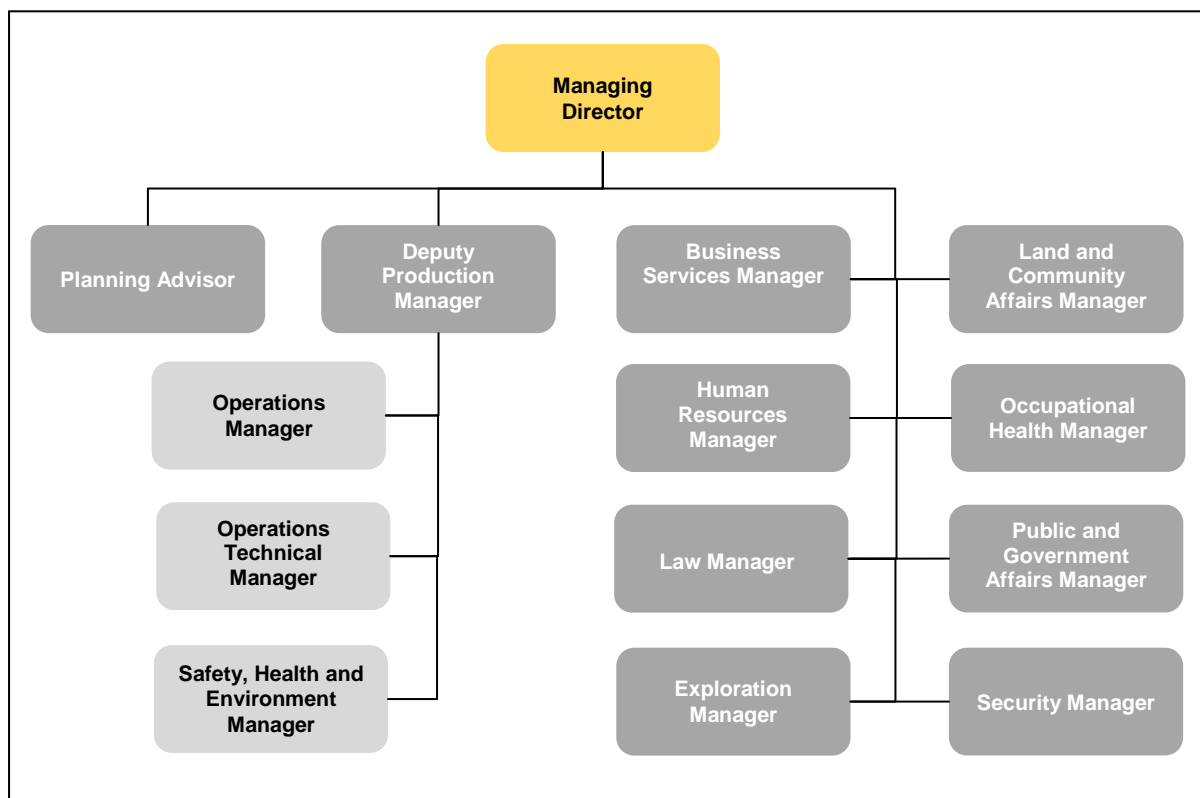 Managing
Director
Planning Advisor
Deputy
Production
Manager
Business
Services Manager
Land and
Community
Affairs Manager
Operations
Manager
Human
Resources
Manager
Occupational
Health Manager
Operations
Technical
Manager
Law Manager
Public and
Government
Affairs Manager
Safety, Health and
Environment
Manager
Exploration
Manager
Security Manager